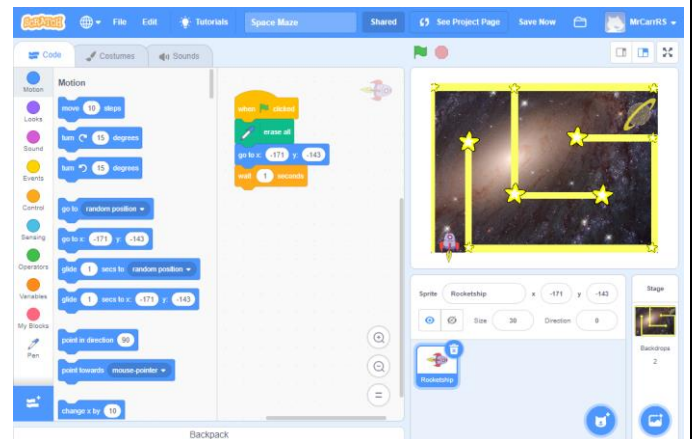 SCRATCH File Edit Tutorials Space Maze Shared See Project Page Save Now MrCarrRS
Code Costumes Sounds
Motion
Looks
Sound
Events
Control
Sensing
Operators
Variables
My Blocks
Pen
Motion
move 10 steps
turn 15 degrees
turn 15 degrees
go to random position
go to x: -171 y: -143
glide 1 secs to random position
glide 1 secs to x: -171 y: -143
point in direction 90
point towards mouse-pointer
change x by 10
when clicked
erase all
go to x: -171 y: -143
wait 1 seconds
Backpack
Sprite Rocketship x -171 y -143
Size 30 Direction 0
Rocketship
Stage
Backdrops
2